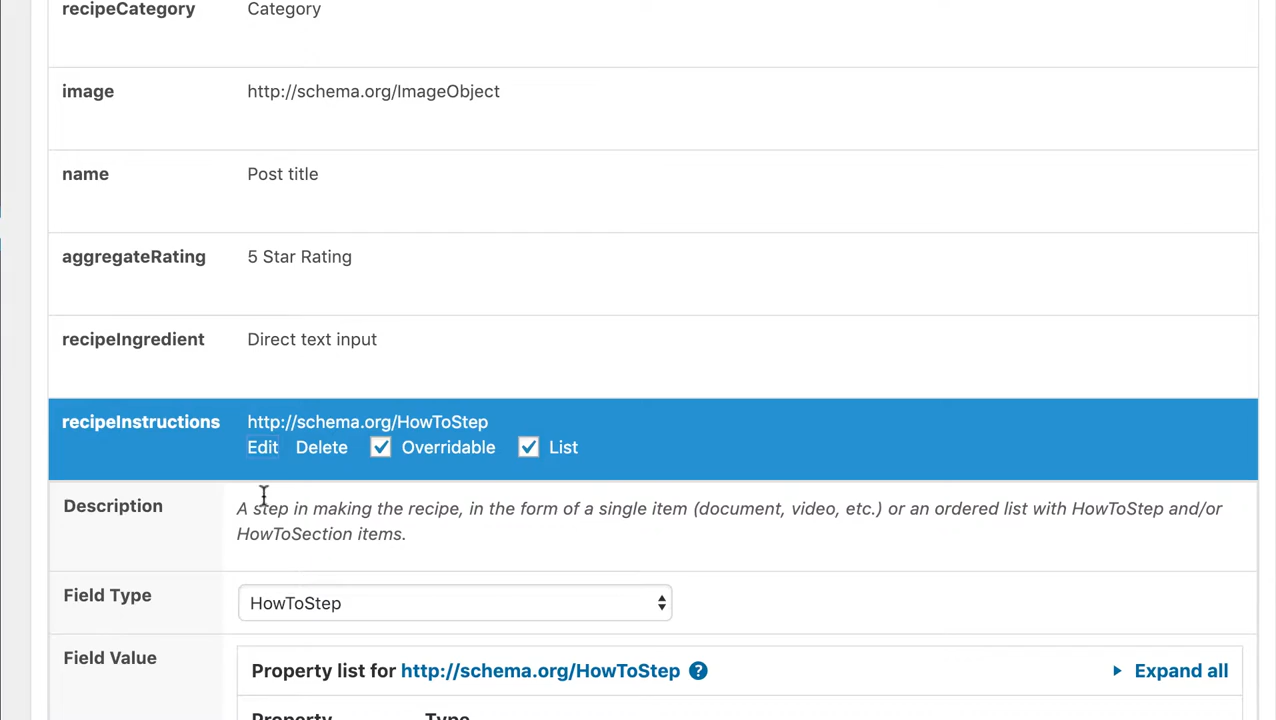 recipeCategory Category
image http://schema.org/ImageObject
name Post title
aggregateRating 5 Star Rating
recipeIngredient Direct text input
recipeInstructions http://schema.org/HowToStep
Edit Delete Overridable List
Description A step in making the recipe, in the form of a single item (document, video, etc.) or an ordered list with HowToStep and/or
HowToSection items.
Field Type HowToStep
Field Value Property list for http://schema.org/HowToStep ? Expand all
Property Type